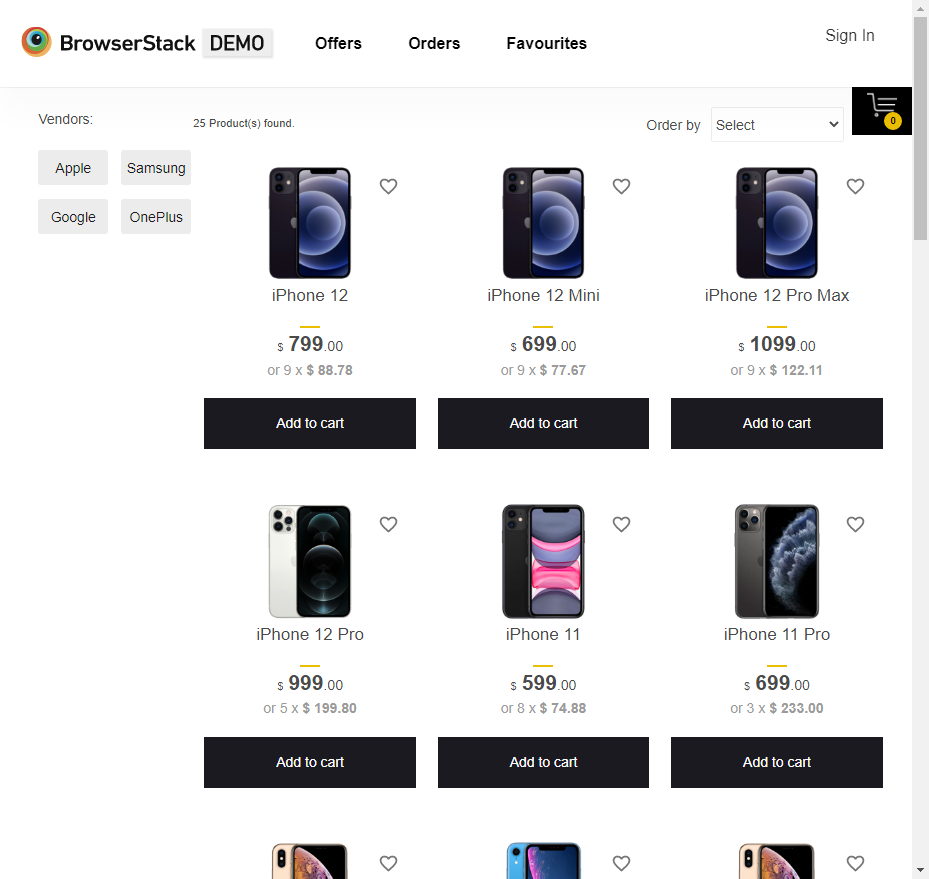 BrowserStack DEMO
Offers
Orders
Favourites
Sign In
0
Vendors:
Apple
Samsung
Google
OnePlus
25 Product(s) found.
Order by
Select
iPhone 12
$ 799.00
or 9 x $ 88.78
Add to cart
iPhone 12 Mini
$ 699.00
or 9 x $ 77.67
Add to cart
iPhone 12 Pro Max
$ 1099.00
or 9 x $ 122.11
Add to cart
iPhone 12 Pro
$ 999.00
or 5 x $ 199.80
Add to cart
iPhone 11
$ 599.00
or 8 x $ 74.88
Add to cart
iPhone 11 Pro
$ 699.00
or 3 x $ 233.00
Add to cart